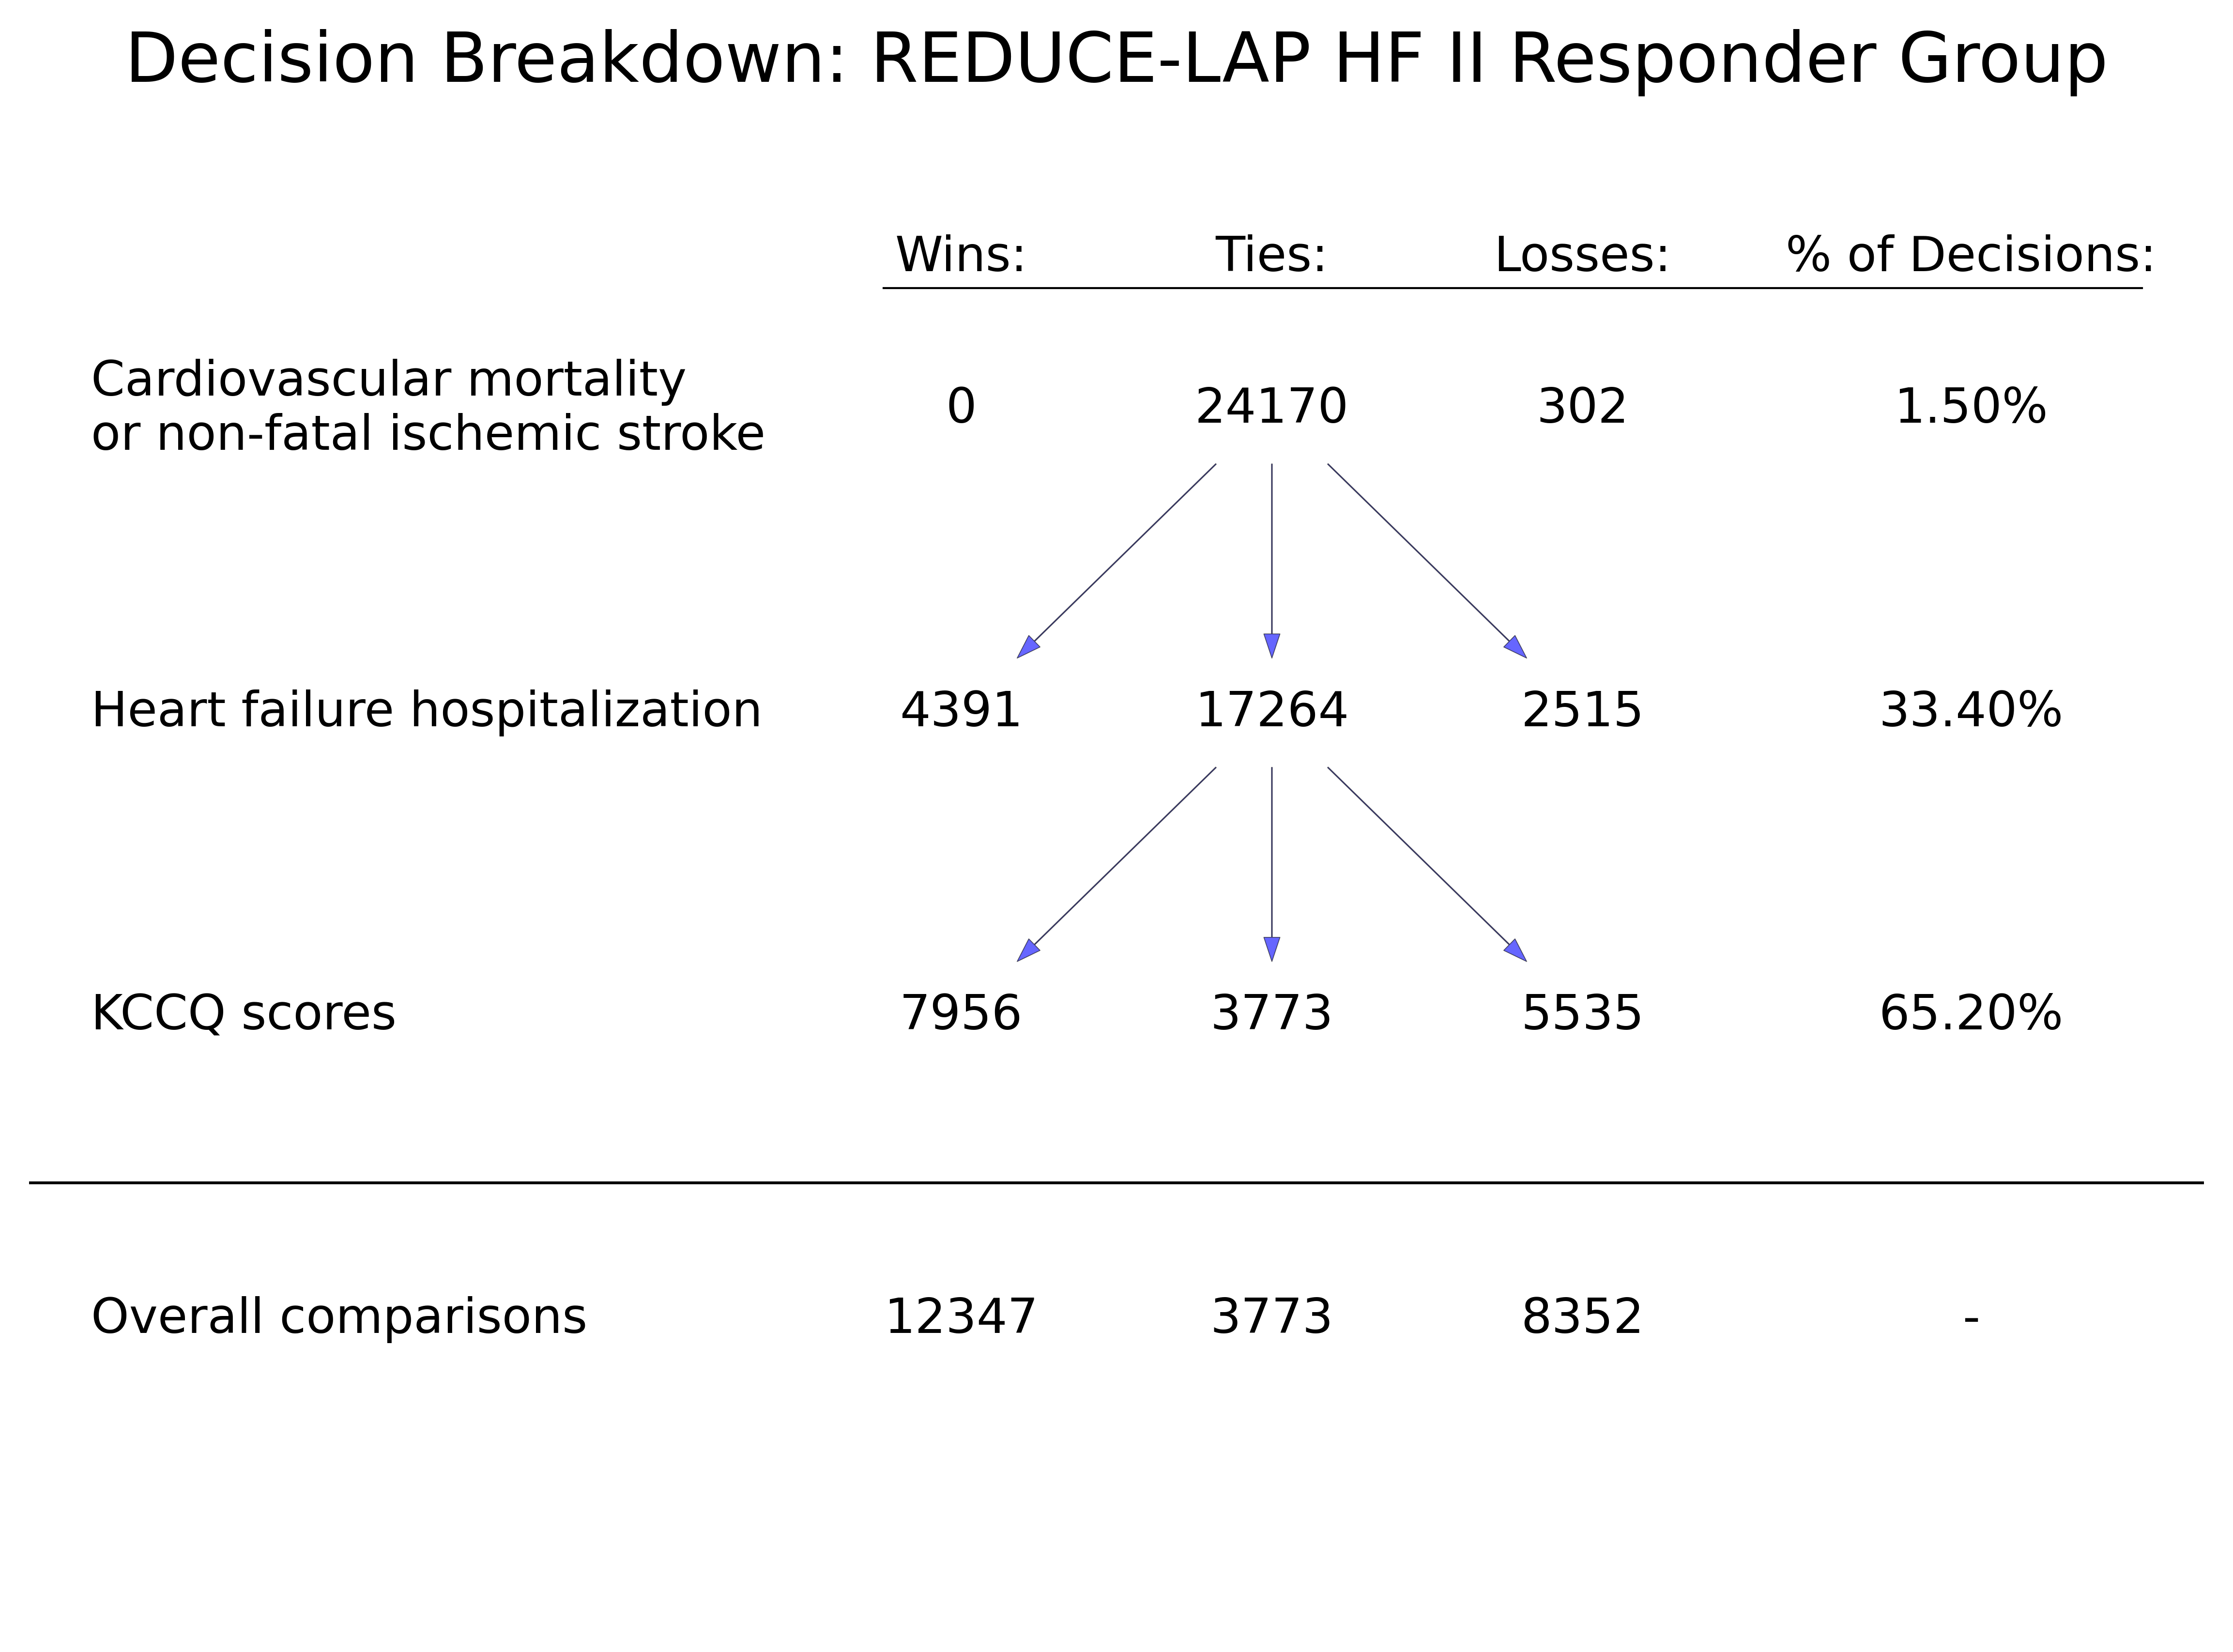 Decision Breakdown: REDUCE-LAP HF II Responder Group
Wins: Ties: Losses: % of Decisions:
Cardiovascular mortality
or non-fatal ischemic stroke
0 24170 302 1.50%
Heart failure hospitalization 4391 17264 2515 33.40%
KCCQ scores 7956 3773 5535 65.20%
Overall comparisons 12347 3773 8352 -